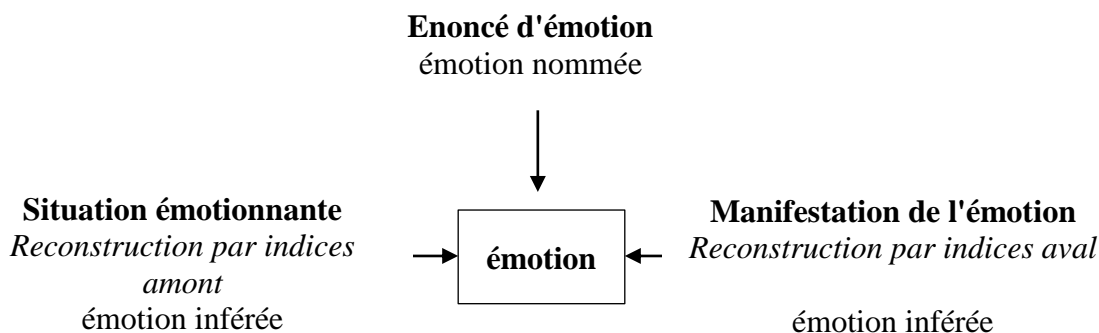 Enoncé d'émotion
émotion nommée
Situation émotionnante
Reconstruction par indices
amont
émotion inférée
émotion
Manifestation de l'émotion
Reconstruction par indices aval
émotion inférée